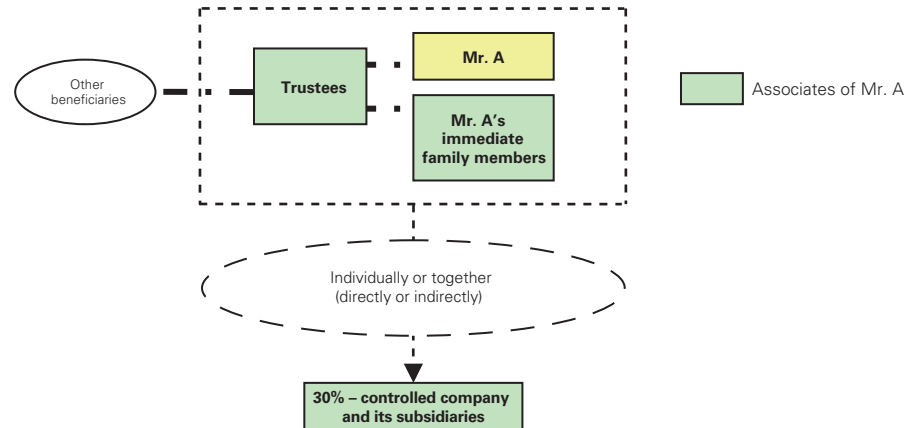 Other
beneficiaries
Trustees
Mr. A
Mr. A's
immediate
family members
Associates of Mr. A
Individually or together
(directly or indirectly)
30% – controlled company
and its subsidiaries